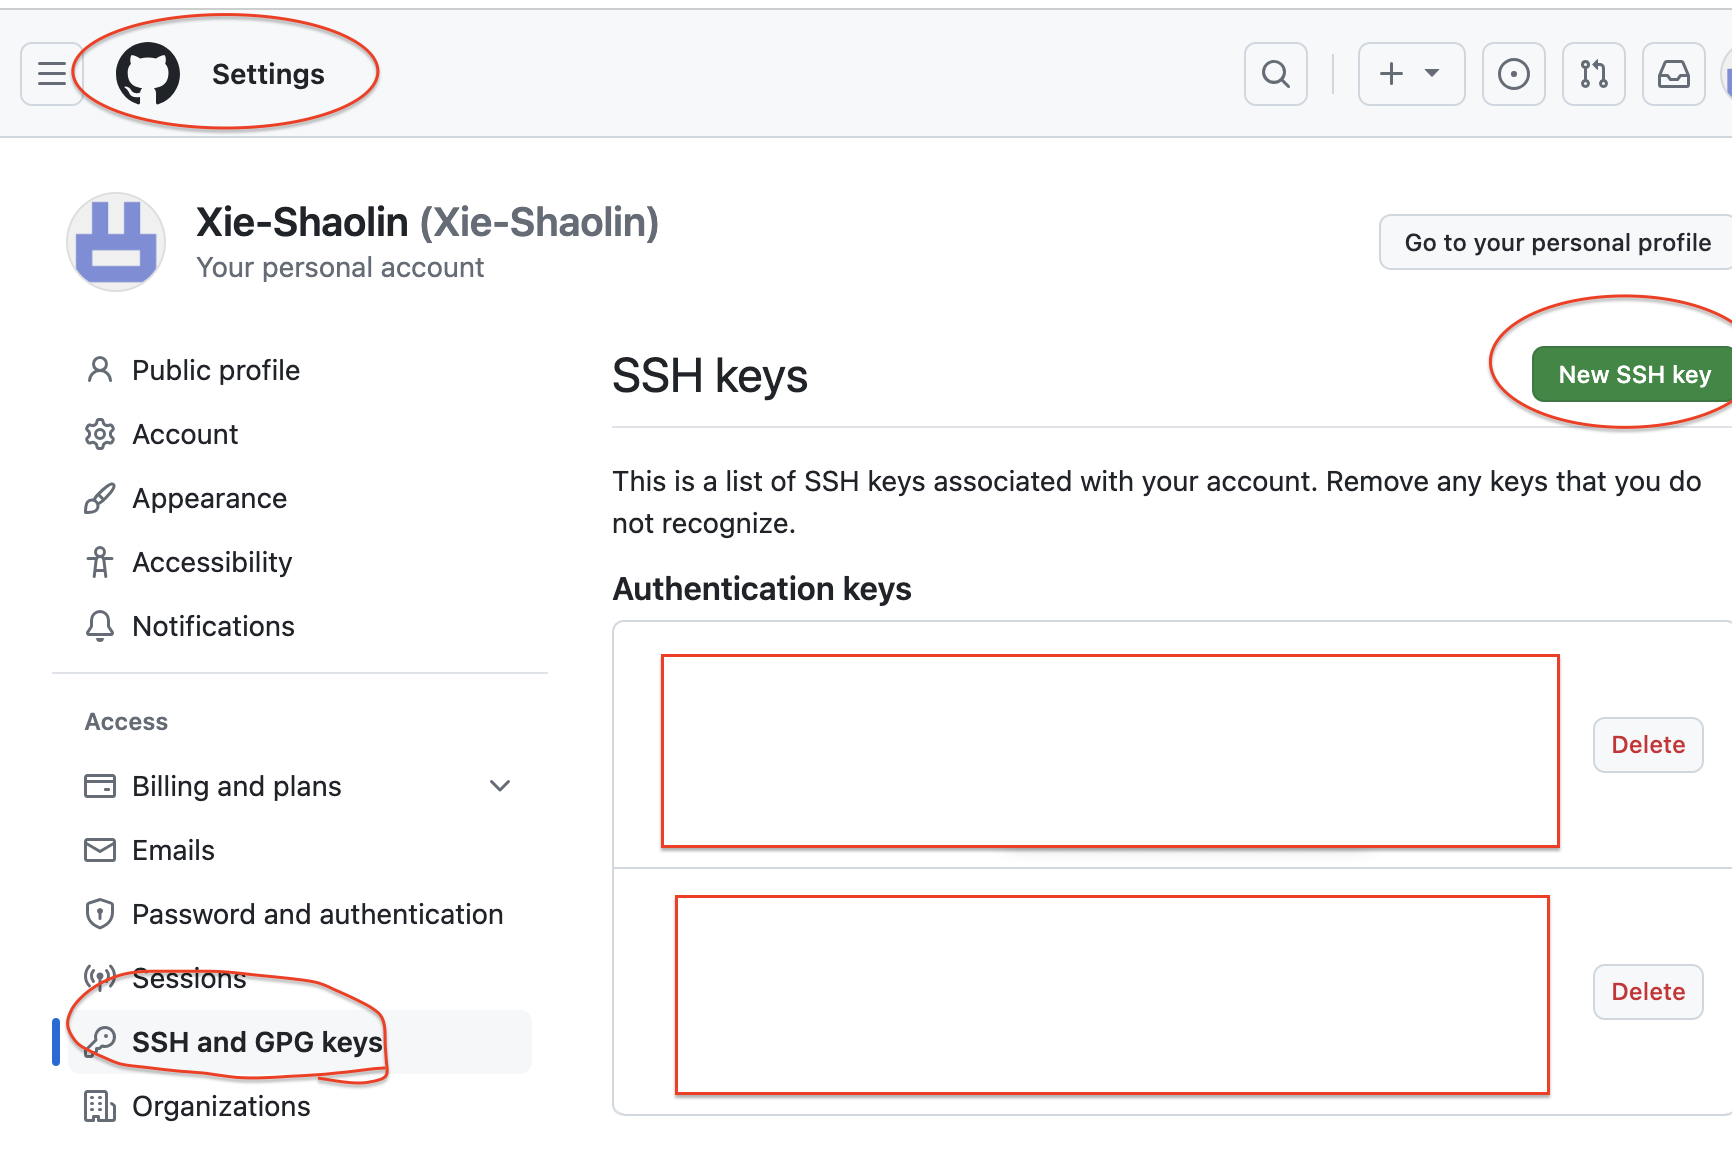 Settings
Xie-Shaolin (Xie-Shaolin)
Your personal account
Go to your personal profile
Public profile
Account
Appearance
Accessibility
Notifications
Access
Billing and plans
Emails
Password and authentication
Sessions
SSH and GPG keys
Organizations
SSH keys
New SSH key
This is a list of SSH keys associated with your account. Remove any keys that you do
not recognize.
Authentication keys
Delete
Delete